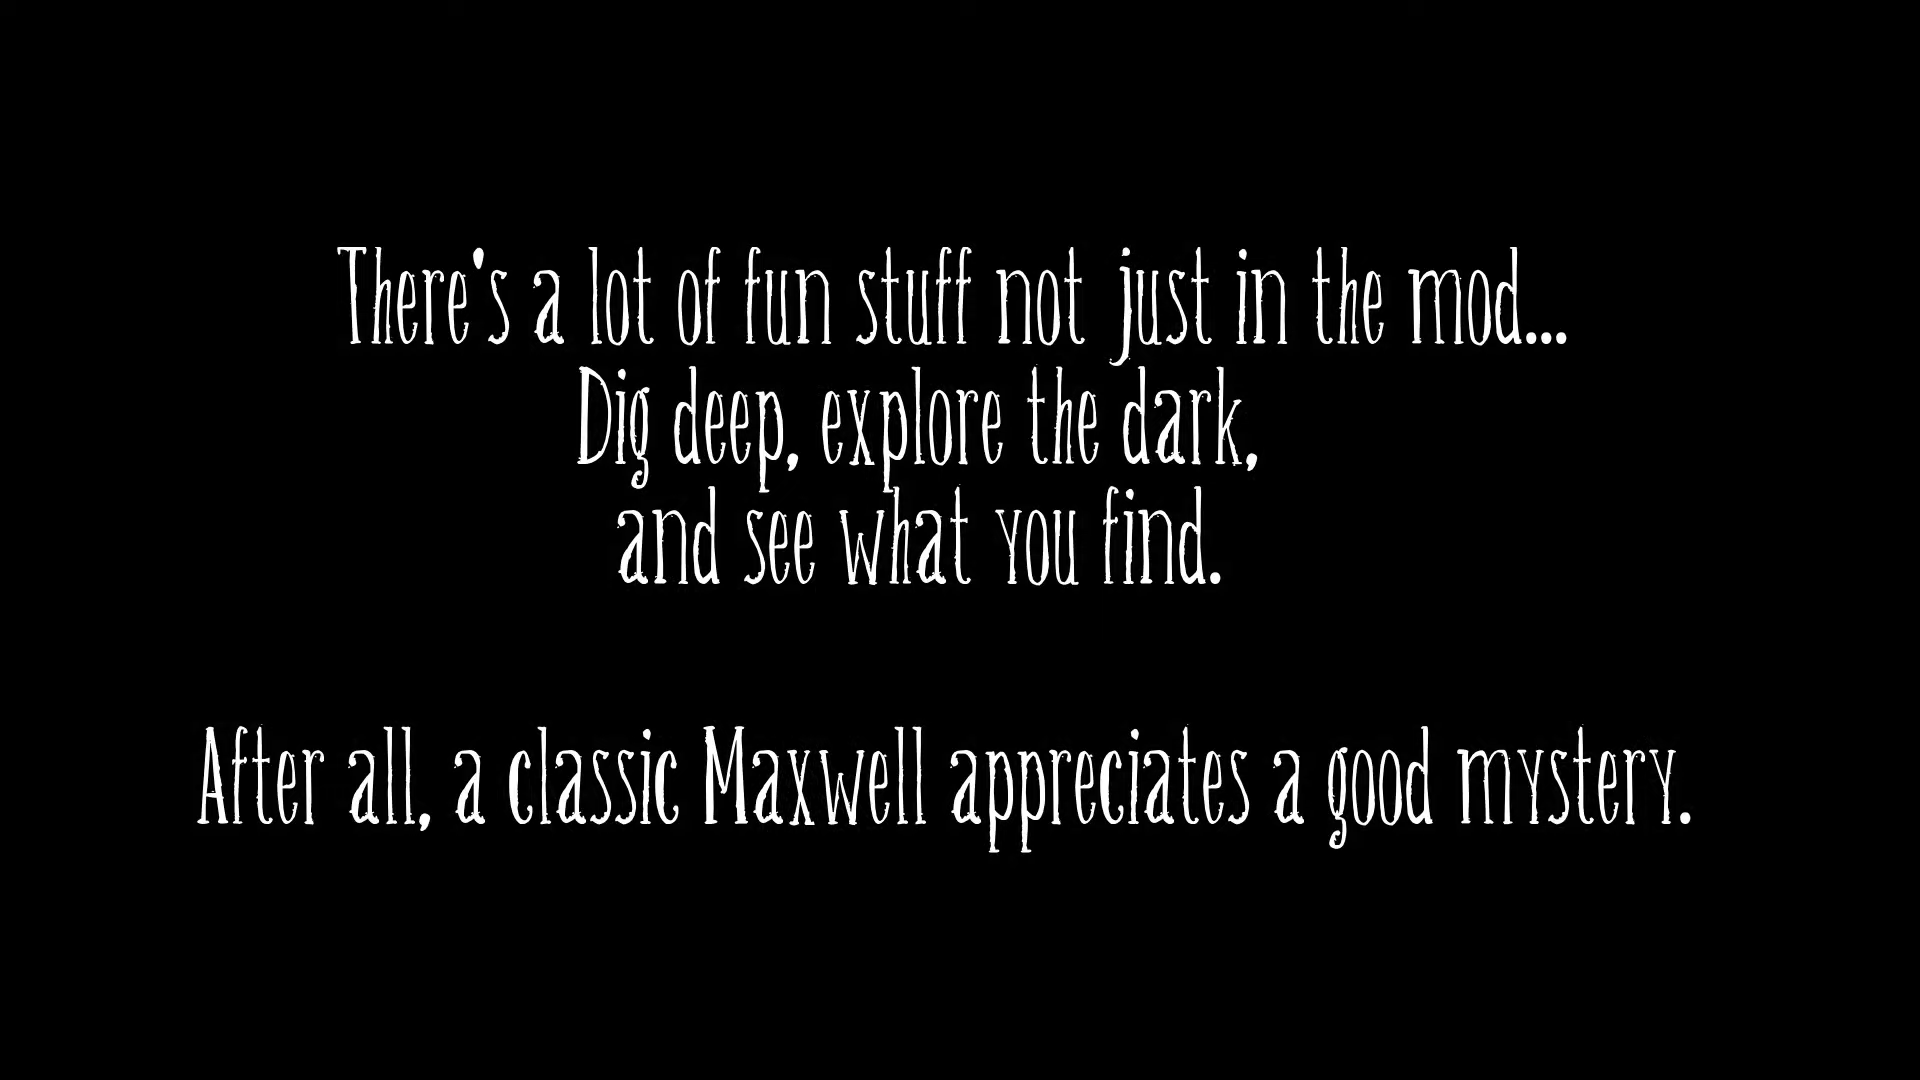 There's a lot of fun stuff not just in the mod...
Dig deep, explore the dark,
and see what you find.
After all, a classic Maxwell appreciates a good mystery.